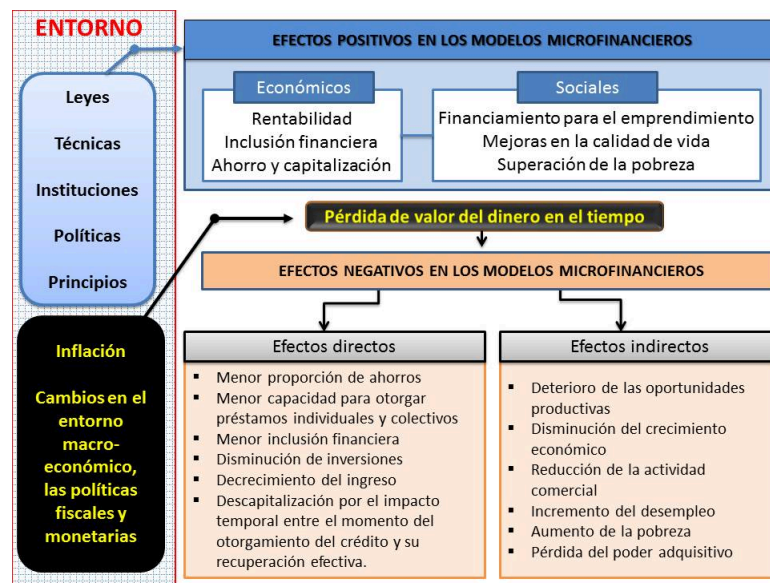 ENTORNO
Leyes
Técnicas
Instituciones
Políticas
Principios
Inflación
Cambios en el
entorno
macro-
económico,
las políticas
fiscales y
monetarias
EFECTOS POSITIVOS EN LOS MODELOS MICROFINANCIEROS
Económicos
Rentabilidad
Inclusión financiera
Ahorro y capitalización
Sociales
Financiamiento para el emprendimiento
Mejoras en la calidad de vida
Superación de la pobreza
Pérdida de valor del dinero en el tiempo
EFECTOS NEGATIVOS EN LOS MODELOS MICROFINANCIEROS
Efectos directos
▪ Menor proporción de ahorros
▪ Menor capacidad para otorgar
préstamos individuales y colectivos
▪ Menor inclusión financiera
▪ Disminución de inversiones
▪ Decrecimiento del ingreso
▪ Descapitalización por el impacto
temporal entre el momento del
otorgamiento del crédito y su
recuperación efectiva.
Efectos indirectos
▪ Deterioro de las oportunidades
productivas
▪ Disminución del crecimiento
económico
▪ Reducción de la actividad
comercial
▪ Incremento del desempleo
▪ Aumento de la pobreza
▪ Pérdida del poder adquisitivo